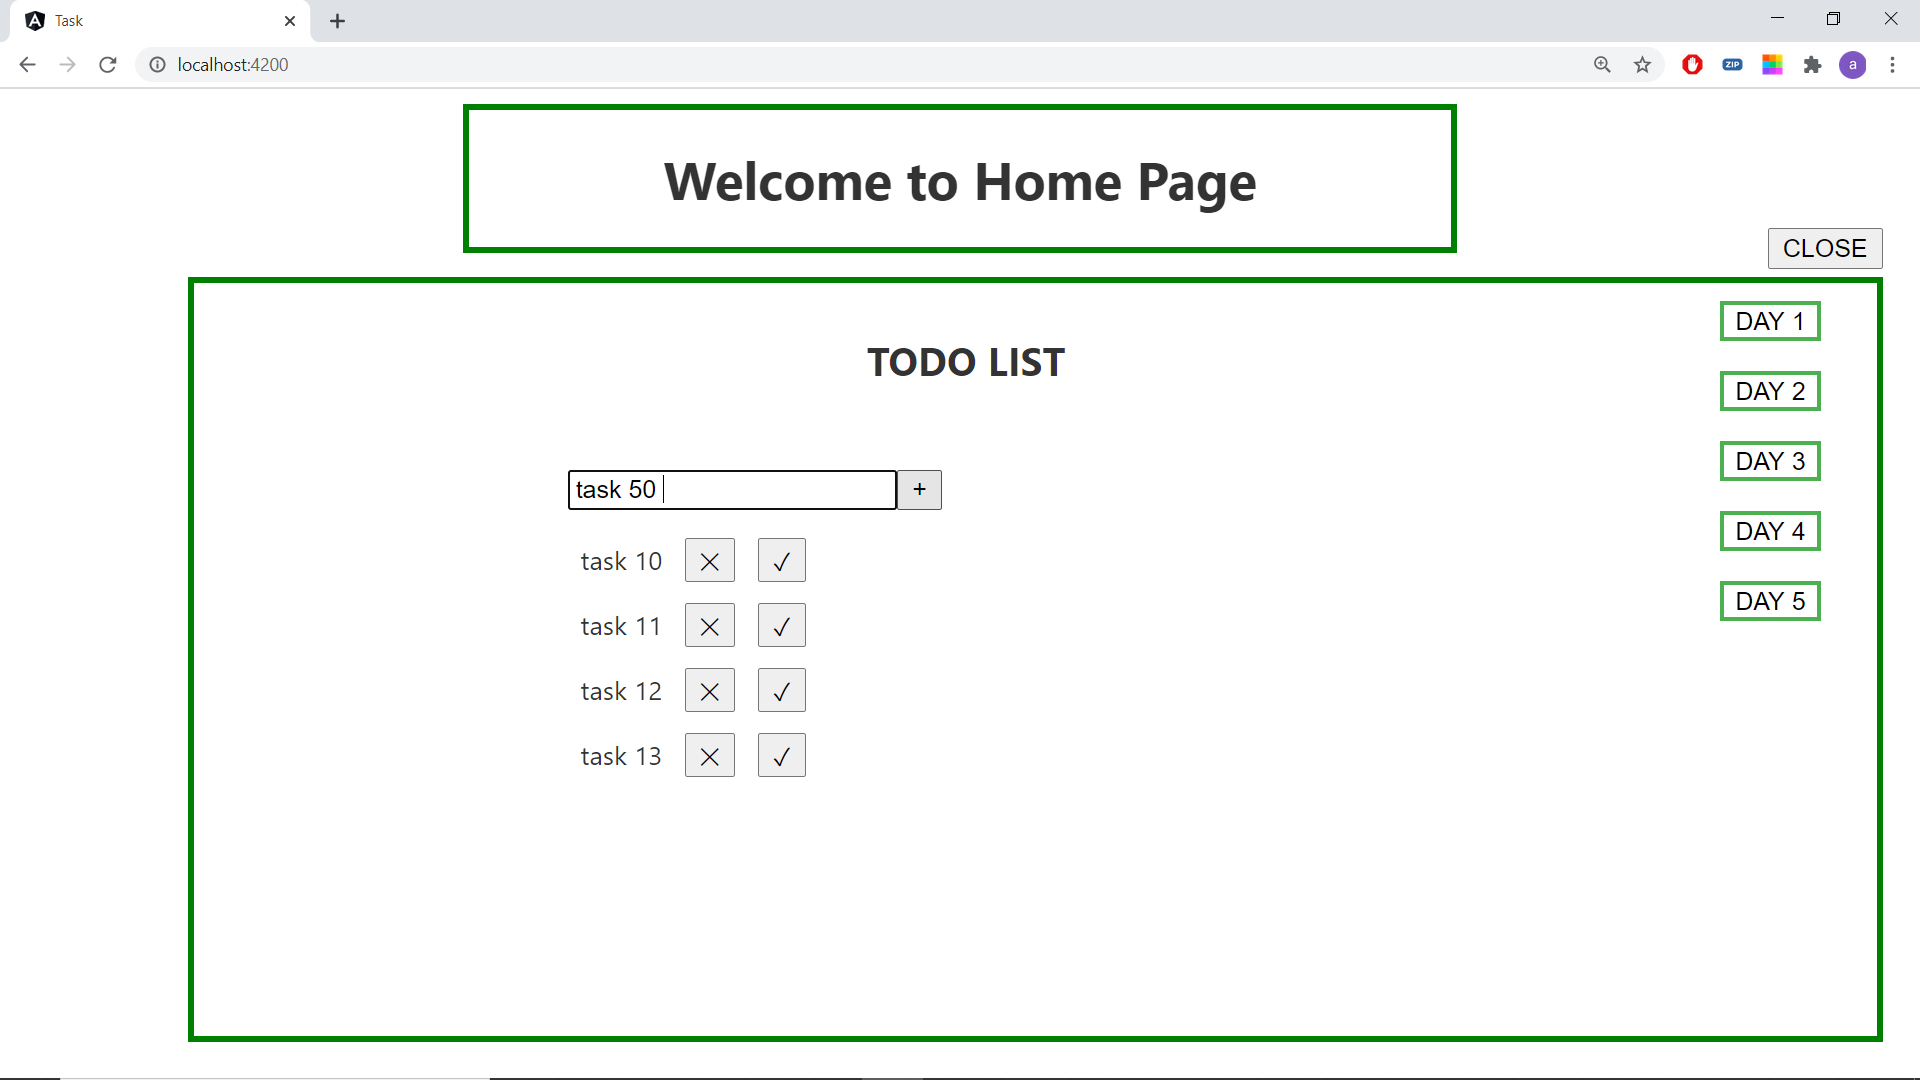 Task
localhost:4200
ZIP
a
Welcome to Home Page
CLOSE
TODO LIST
DAY 1
DAY 2
DAY 3
DAY 4
DAY 5
task 50
+
task 10
task 11
task 12
task 13